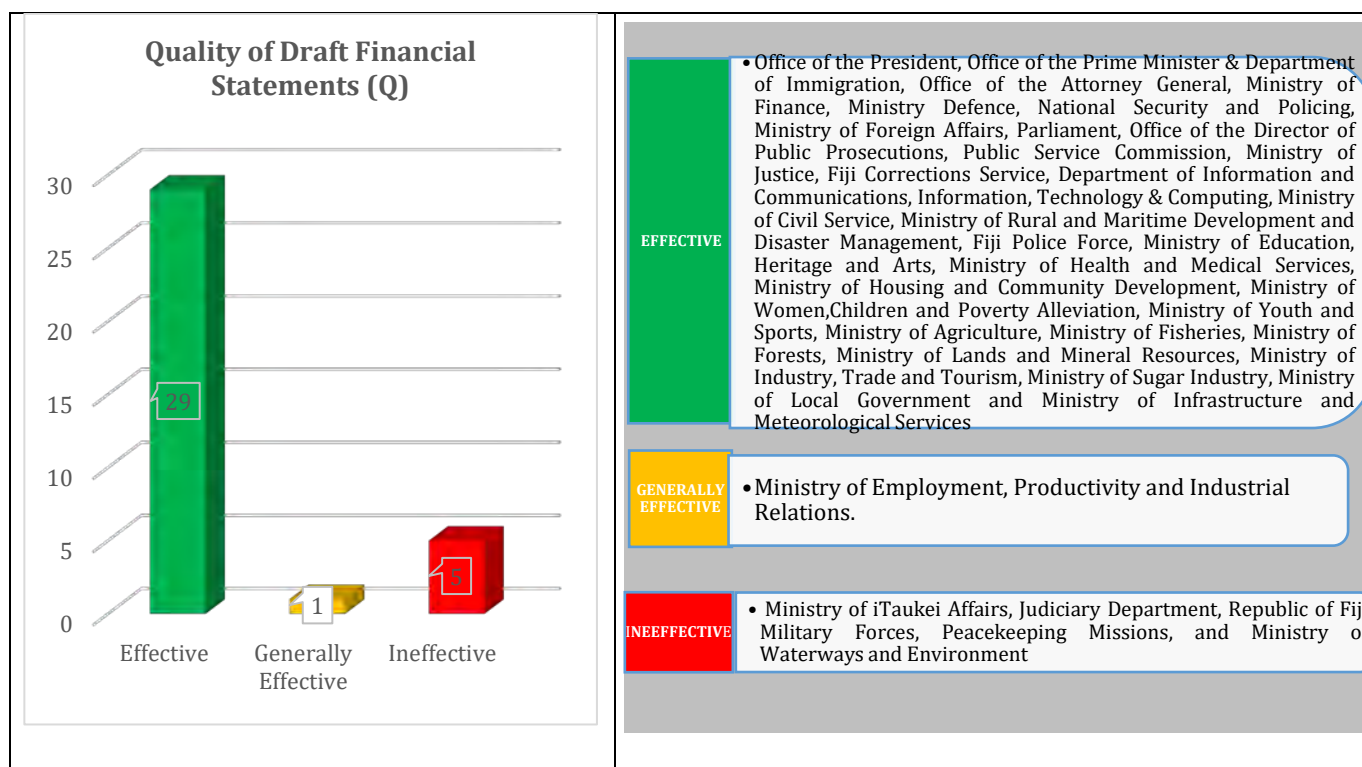 Quality of Draft Financial
Statements (Q)
30
25
20
15
10
5
0
29
1
5
Effective
Generally
Effective
Ineffective
EFFECTIVE
•Office of the President, Office of the Prime Minister & Department
of Immigration, Office of the Attorney General, Ministry of
Finance, Ministry Defence, National Security and Policing,
Ministry of Foreign Affairs, Parliament, Office of the Director of
Public Prosecutions, Public Service Commission, Ministry of
Justice, Fiji Corrections Service, Department of Information and
Communications, Information, Technology & Computing, Ministry
of Civil Service, Ministry of Rural and Maritime Development and
Disaster Management, Fiji Police Force, Ministry of Education,
Heritage and Arts, Ministry of Health and Medical Services,
Ministry of Housing and Community Development, Ministry of
Women,Children and Poverty Alleviation, Ministry of Youth and
Sports, Ministry of Agriculture, Ministry of Fisheries, Ministry of
Forests, Ministry of Lands and Mineral Resources, Ministry of
Industry, Trade and Tourism, Ministry of Sugar Industry, Ministry
of Local Government and Ministry of Infrastructure and
Meteorological Services
GENERALLY
EFFECTIVE
•Ministry of Employment, Productivity and Industrial
Relations.
INEEFFECTIVE
• Ministry of iTaukei Affairs, Judiciary Department, Republic of Fij
Military Forces, Peacekeeping Missions, and Ministry o
Waterways and Environment